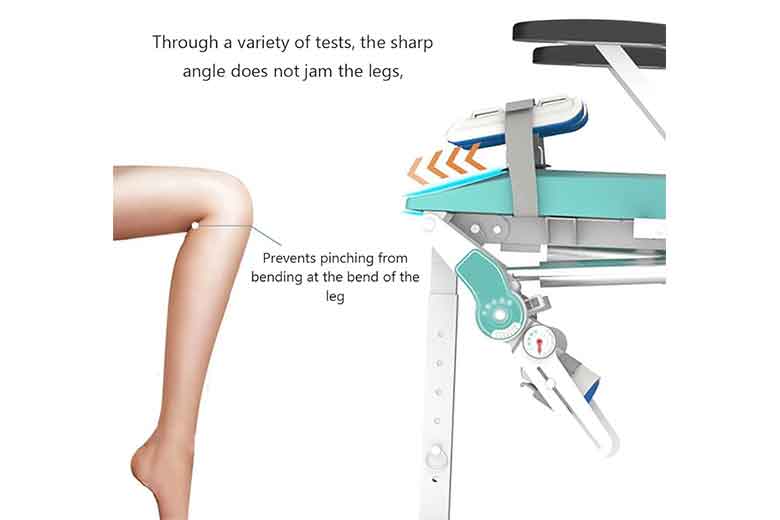 Through a variety of tests, the sharp
angle does not jam the legs,
Prevents pinching from
bending at the bend of the
leg